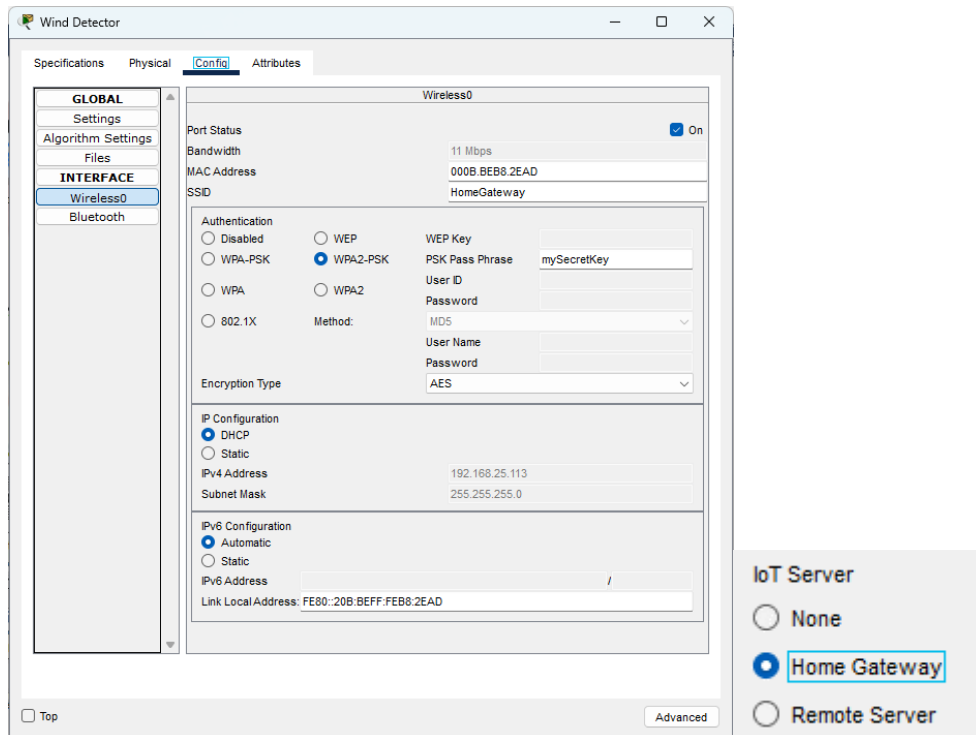 Wind Detector
Specifications Physical Config Attributes
GLOBAL
Settings
Algorithm Settings
Files
INTERFACE
Wireless0
Bluetooth
Wireless0
Port Status On
Bandwidth 11 Mbps
MAC Address 000B.BEB8.2EAD
SSID HomeGateway
Authentication
Disabled WEP WEP Key
WPA-PSK WPA2-PSK PSK Pass Phrase mySecretKey
User ID
WPA WPA2
Password
802.1X Method: MD5
User Name
Password
Encryption Type AES
IP Configuration
DHCP
Static
IPv4 Address 192.168.25.113
Subnet Mask 255.255.255.0
IPv6 Configuration
Automatic
Static
IPv6 Address /
Link Local Address: FE80::20B:BEFF:FEB8:2EAD
Top Advanced
IoT Server
None
Home Gateway
Remote Server